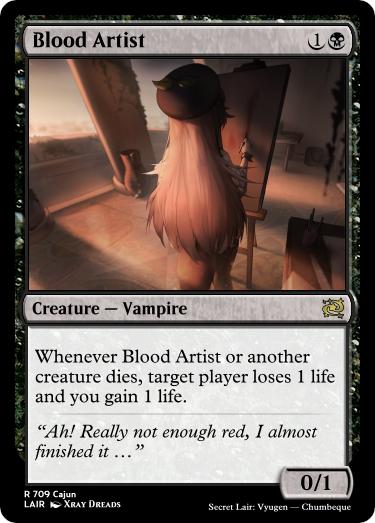 Blood Artist 1
Creature — Vampire
Whenever Blood Artist or another
creature dies, target player loses 1 life
and you gain 1 life.
“Ah! Really not enough red, I almost
finished it …”
0/1
R 709 Cajun
LAIR Xray Dreads
Secret Lair: Vyugen — Chumbeque